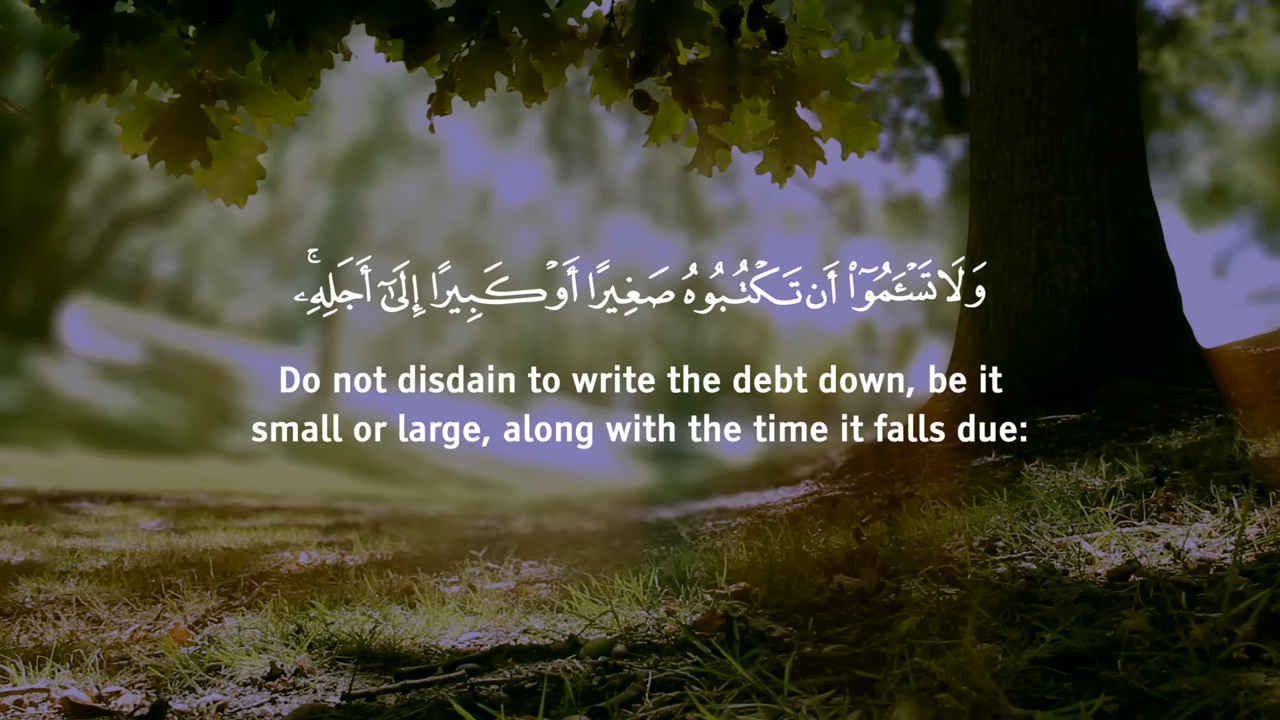 وَلَا تَسْـَٔمُوٓا۟ أَن تَكْتُبُوهُ صَغِيرًا أَوْ كَبِيرًا إِلَىٰٓ أَجَلِهِۦ ۚ
Do not disdain to write the debt down, be it
small or large, along with the time it falls due: